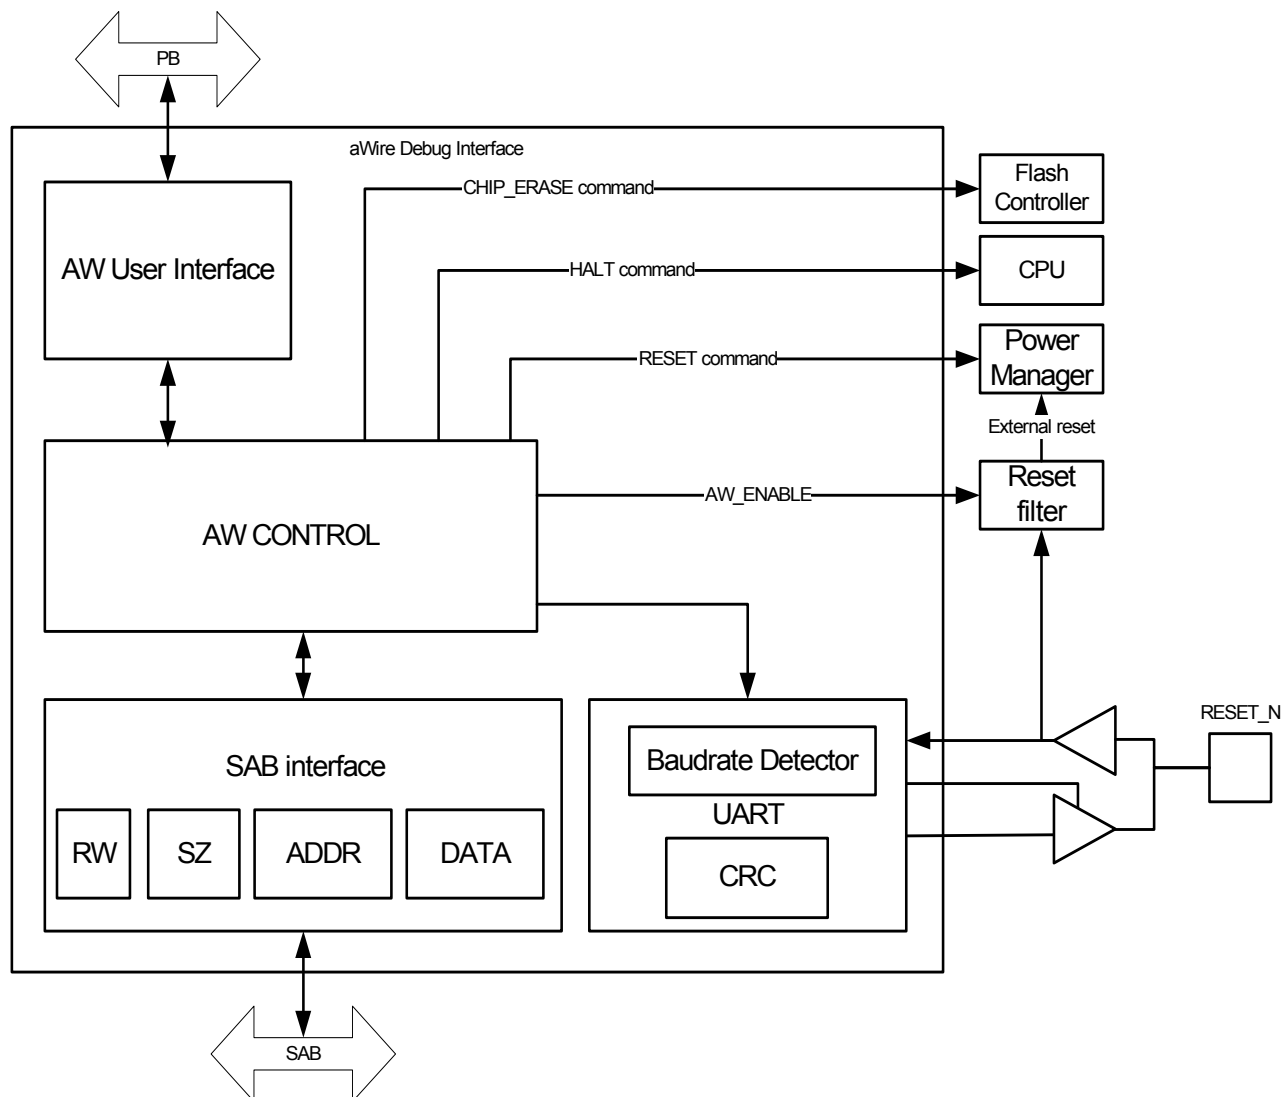 PB
aWire Debug Interface
CHIP_ERASE command
Flash
Controller
AW User Interface
HALT command
CPU
RESET command
Power
Manager
External reset
AW CONTROL
AW_ENABLE
Reset
filter
RESET_N
SAB interface
Baudrate Detector
UART
RW
SZ
ADDR
DATA
CRC
SAB